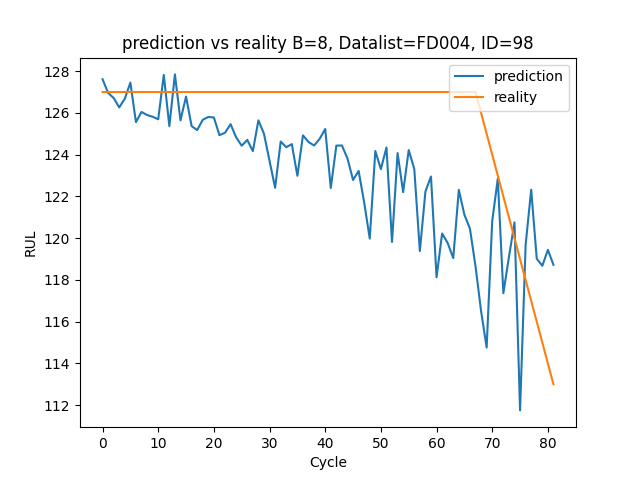 prediction vs reality B=8, Datalist=FD004, ID=98
prediction
reality
RUL
128
126
124
122
120
118
116
114
112
0 10 20 30 40 50 60 70 80
Cycle